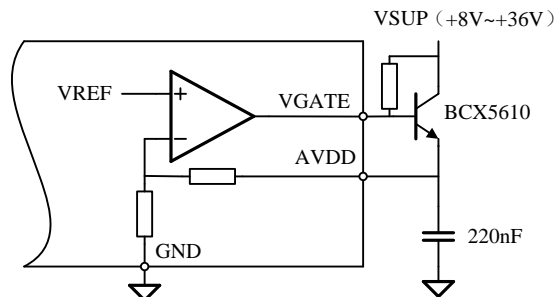 VSUP（+8V~+36V）
VREF
+
VGATE
BCX5610
−
AVDD
GND
220nF